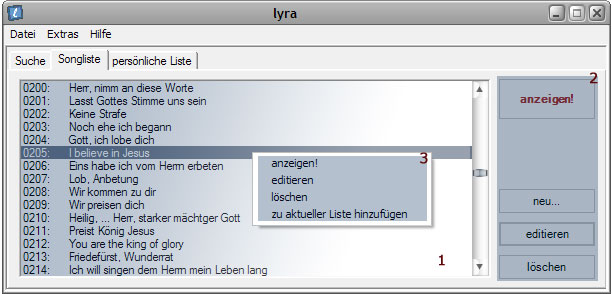 lyra
Datei Extras Hilfe
Suche Songliste persönliche Liste
0200: Herr, nimm an diese Worte
0201: Lasst Gottes Stimme uns sein
0202: Keine Strafe
0203: Noch ehe ich begann
0204: Gott, ich lobe dich
0205: I believe in Jesus
0206: Eins habe ich vom Herrn erbeten
0207: Lob, Anbetung
0208: Wir kommen zu dir
0209: Wir preisen dich
0210: Heilig, ... Herr, starker mächtger Gott
0211: Preist König Jesus
0212: You are the king of glory
0213: Friedefürst, Wunderrat
0214: Ich will singen dem Herrn mein Leben lang
1
anzeigen! 3
editieren
löschen
zu aktueller Liste hinzufügen
2
anzeigen!
neu...
editieren
löschen